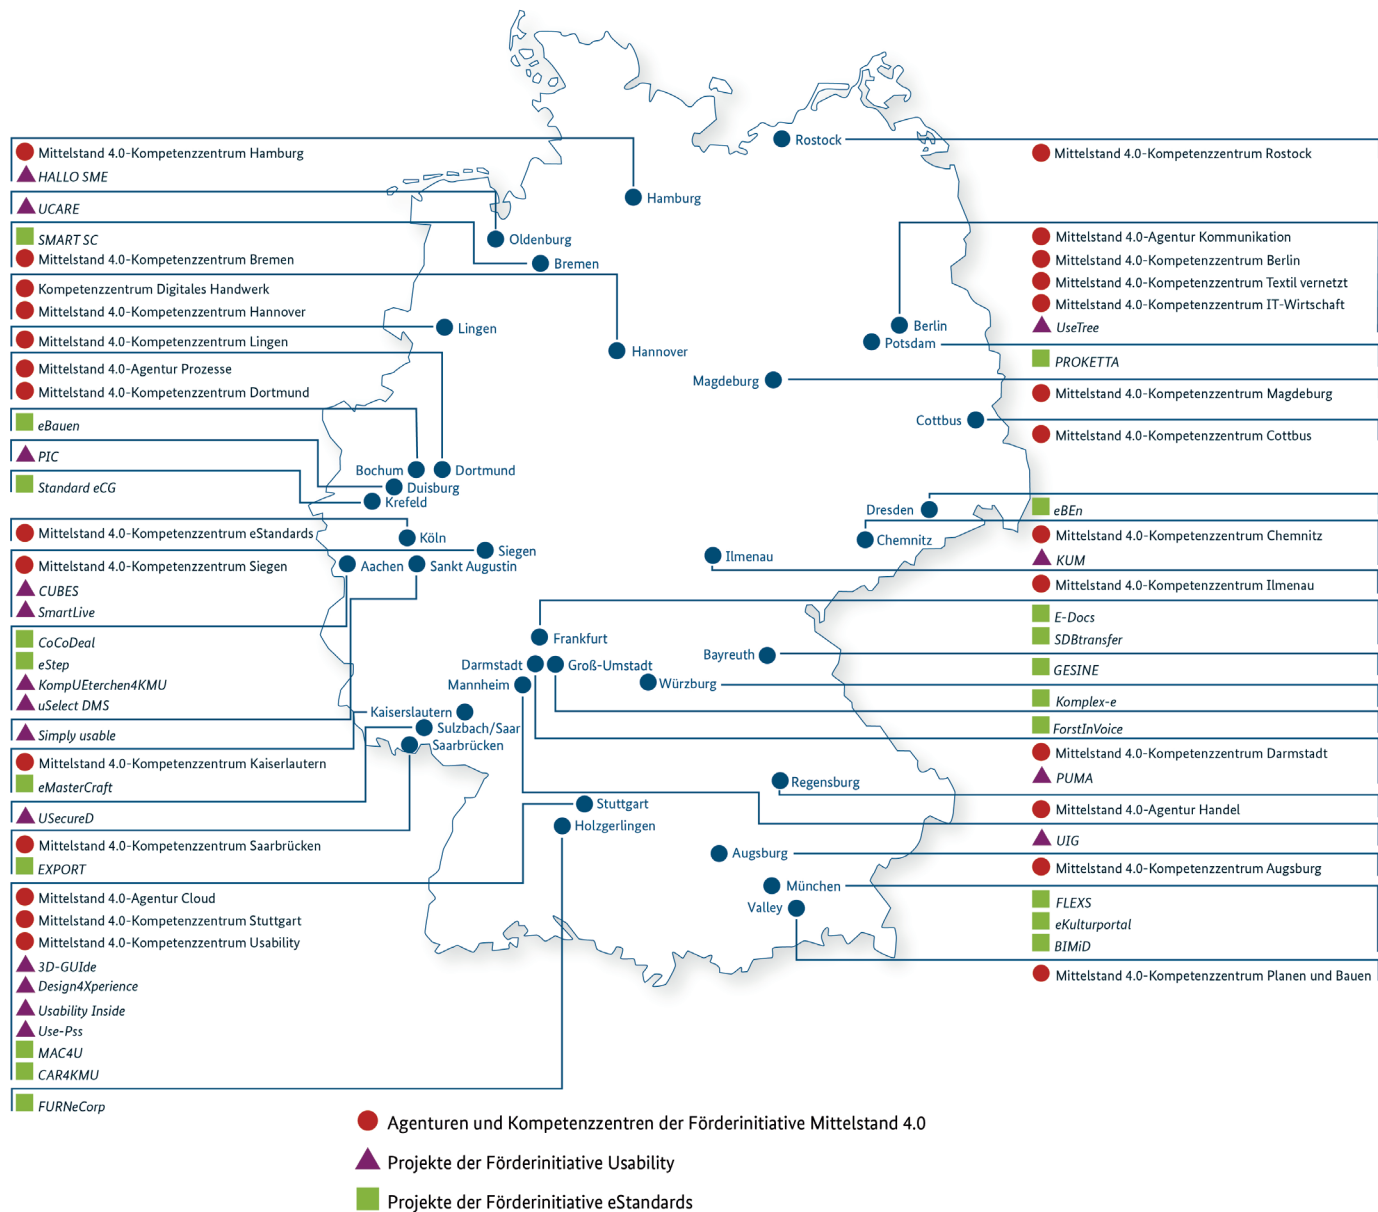 Mittelstand 4.0-Kompetenzzentrum Hamburg
HALLO SME
UCARE
SMART SC
Mittelstand 4.0-Kompetenzzentrum Bremen
Kompetenzzentrum Digitales Handwerk
Mittelstand 4.0-Kompetenzzentrum Hannover
Mittelstand 4.0-Kompetenzzentrum Lingen
Mittelstand 4.0-Agentur Prozesse
Mittelstand 4.0-Kompetenzzentrum Dortmund
eBauen
PIC
Standard eCG
Mittelstand 4.0-Kompetenzzentrum eStandards
Mittelstand 4.0-Kompetenzzentrum Siegen
CUBES
SmartLive
CoCoDeal
eStep
KompUEterchen4KMU
uSelect DMS
Simply usable
Mittelstand 4.0-Kompetenzzentrum Kaiserlautern
eMasterCraft
USecureD
Mittelstand 4.0-Kompetenzzentrum Saarbrücken
EXPORT
Mittelstand 4.0-Agentur Cloud
Mittelstand 4.0-Kompetenzzentrum Stuttgart
Mittelstand 4.0-Kompetenzzentrum Usability
3D-GUIde
Design4Xperience
Usability Inside
Use-Pss
MAC4U
CAR4KMU
FURNeCorp
Rostock
Hamburg
Oldenburg
Bremen
Lingen
Hannover
Berlin
Potsdam
Magdeburg
Cottbus
Bochum
Dortmund
Duisburg
Krefeld
Dresden
Köln
Chemnitz
Siegen
Ilmenau
Aachen
Sankt Augustin
Frankfurt
Bayreuth
Darmstadt
Groß-Umstadt
Mannheim
Würzburg
Kaiserslautern
Sulzbach/Saar
Saarbrücken
Regensburg
Stuttgart
Holzgerlingen
Augsburg
München
Valley
Mittelstand 4.0-Kompetenzzentrum Rostock
Mittelstand 4.0-Agentur Kommunikation
Mittelstand 4.0-Kompetenzzentrum Berlin
Mittelstand 4.0-Kompetenzzentrum Textil vernetzt
Mittelstand 4.0-Kompetenzzentrum IT-Wirtschaft
UseTree
PROKETTA
Mittelstand 4.0-Kompetenzzentrum Magdeburg
Mittelstand 4.0-Kompetenzzentrum Cottbus
eBEn
Mittelstand 4.0-Kompetenzzentrum Chemnitz
KUM
Mittelstand 4.0-Kompetenzzentrum Ilmenau
E-Docs
SDBtransfer
GESINE
Komplex-e
ForstInVoice
Mittelstand 4.0-Kompetenzzentrum Darmstadt
PUMA
Mittelstand 4.0-Agentur Handel
UIG
Mittelstand 4.0-Kompetenzzentrum Augsburg
FLEXS
eKulturportal
BIMiD
Mittelstand 4.0-Kompetenzzentrum Planen und Bauen
Agenturen und Kompetenzzentren der Förderinitiative Mittelstand 4.0
Projekte der Förderinitiative Usability
Projekte der Förderinitiative eStandards